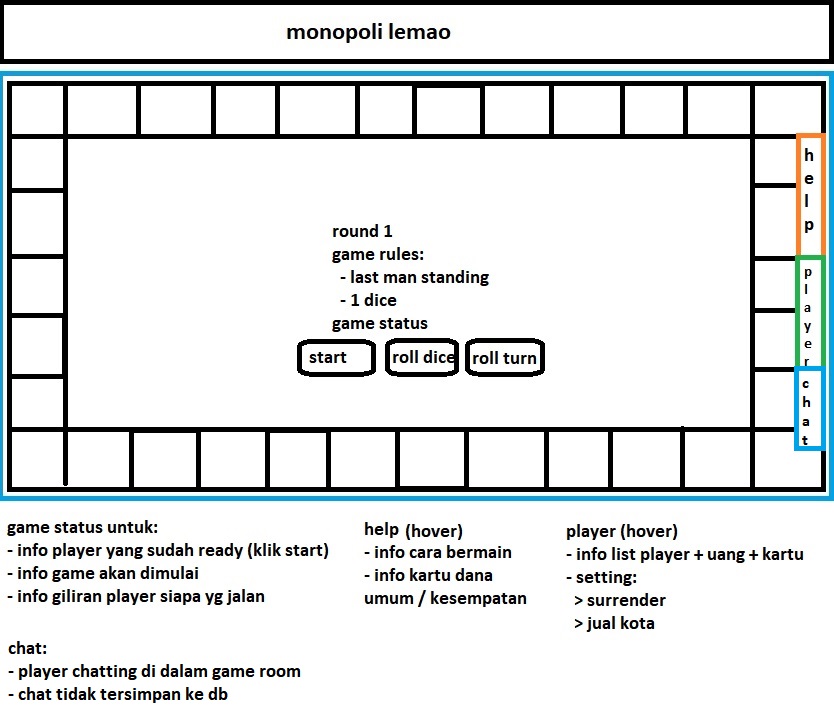 monopoli lemao
help
player
chat
round 1
game rules:
- last man standing
- 1 dice
game status
start
roll dice
roll turn
game status untuk:
- info player yang sudah ready (klik start)
- info game akan dimulai
- info giliran player siapa yg jalan
help (hover)
- info cara bermain
- info kartu dana
umum / kesempatan
player (hover)
- info list player + uang + kartu
- setting:
> surrender
> jual kota
chat:
- player chatting di dalam game room
- chat tidak tersimpan ke db